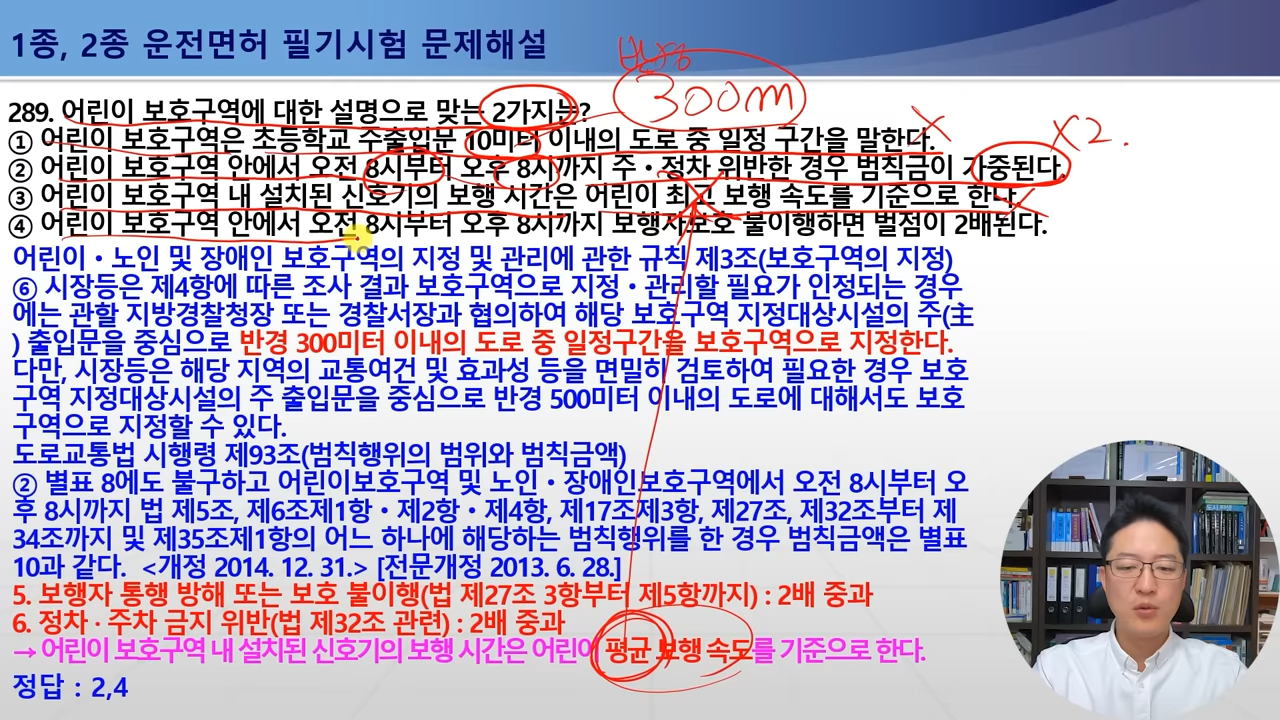 1종, 2종 운전면허 필기시험 문제해설
반경
300m
289. 어린이 보호구역에 대한 설명으로 맞는 2가지는?
① 어린이 보호구역은 초등학교 주출입문 10미터 이내의 도로 중 일정 구간을 말한다. X
② 어린이 보호구역 안에서 오전 8시부터 오후 8시까지 주・정차 위반한 경우 범칙금이 가중된다. X2.
③ 어린이 보호구역 내 설치된 신호기의 보행 시간은 어린이 최 보행 속도를 기준으로 한다.
④ 어린이 보호구역 안에서 오전 8시부터 오후 8시까지 보행자보호 불이행하면 벌점이 2배된다.
어린이・노인 및 장애인 보호구역의 지정 및 관리에 관한 규칙 제3조(보호구역의 지정)
⑥ 시장등은 제4항에 따른 조사 결과 보호구역으로 지정・관리할 필요가 인정되는 경우
에는 관할 지방경찰청장 또는 경찰서장과 협의하여 해당 보호구역 지정대상시설의 주(主
) 출입문을 중심으로 반경 300미터 이내의 도로 중 일정구간을 보호구역으로 지정한다.
다만, 시장등은 해당 지역의 교통여건 및 효과성 등을 면밀히 검토하여 필요한 경우 보호
구역 지정대상시설의 주 출입문을 중심으로 반경 500미터 이내의 도로에 대해서도 보호
구역으로 지정할 수 있다.
도로교통법 시행령 제93조(범칙행위의 범위와 범칙금액)
② 별표 8에도 불구하고 어린이보호구역 및 노인・장애인보호구역에서 오전 8시부터 오
후 8시까지 법 제5조, 제6조제1항・제2항・제4항, 제17조제3항, 제27조, 제32조부터 제
34조까지 및 제35조제1항의 어느 하나에 해당하는 범칙행위를 한 경우 범칙금액은 별표
10과 같다. <개정 2014. 12. 31.> [전문개정 2013. 6. 28.]
5. 보행자 통행 방해 또는 보호 불이행(법 제27조 3항부터 제5항까지) : 2배 중과
6. 정차・주차 금지 위반(법 제32조 관련) : 2배 중과
→ 어린이 보호구역 내 설치된 신호기의 보행 시간은 어린이 평균 보행 속도를 기준으로 한다.
정답 : 2,4